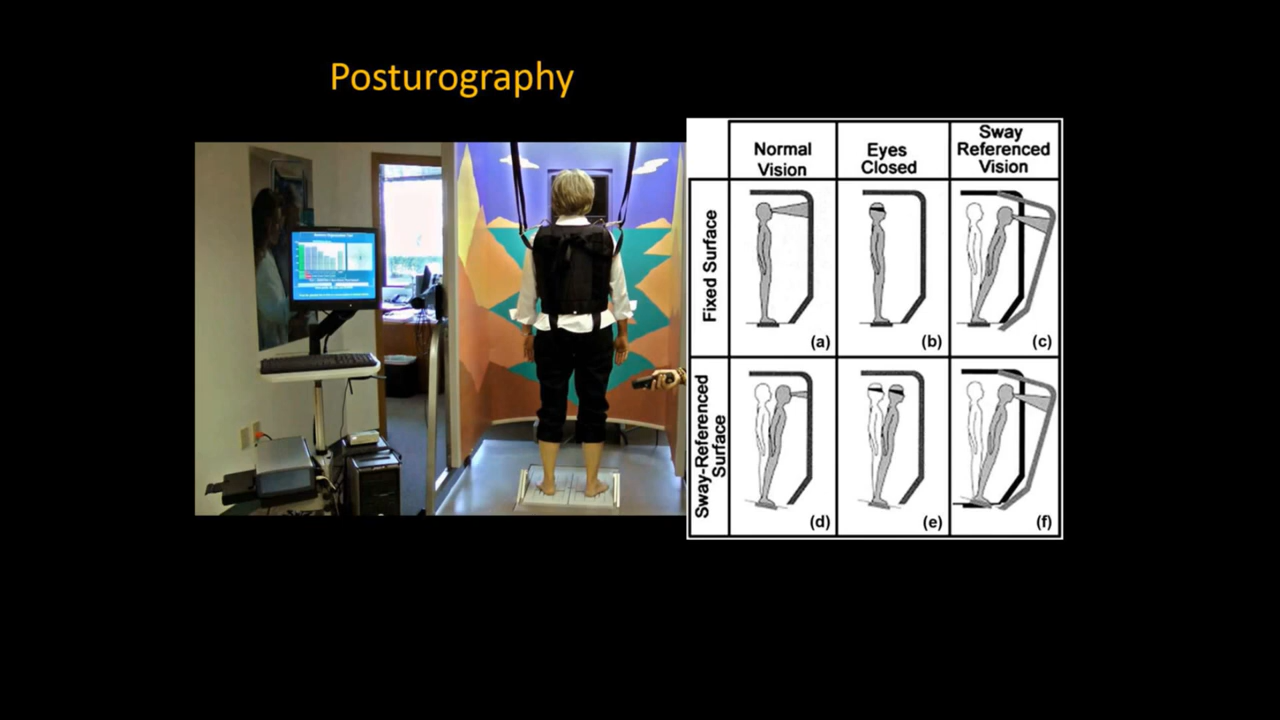 Posturography
Normal
Vision
Eyes
Closed
Sway
Referenced
Vision
Fixed Surface
(a)
(b)
(c)
Sway-Referenced
Surface
(d)
(e)
(f)